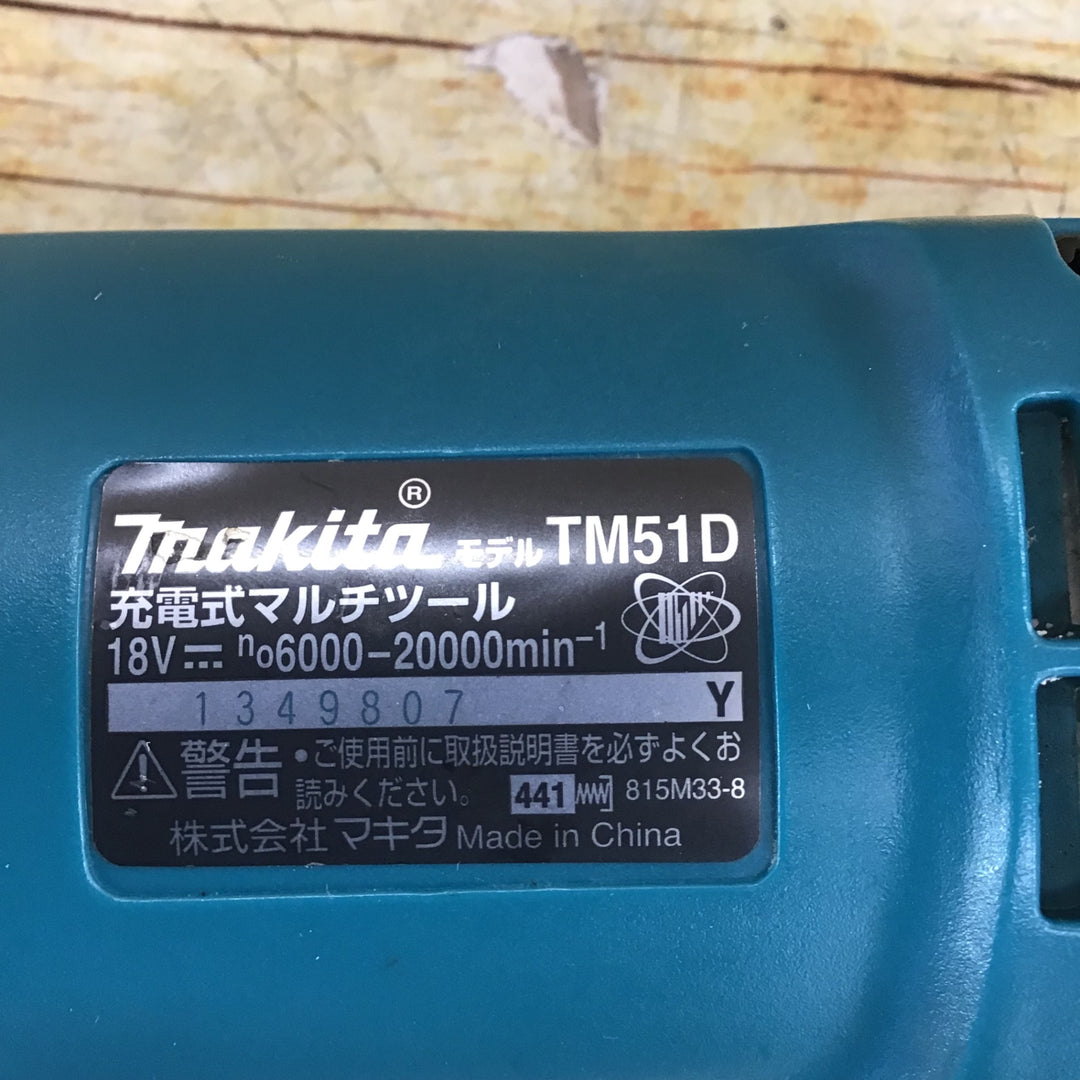 makita® モデル TM51D
充電式マルチツール
18V n₀6000-20000min⁻¹
1349807 Y
警告 •ご使用前に取扱説明書を必ずよくお
読みください。 441 815M33-8
株式会社 マキタ Made in China